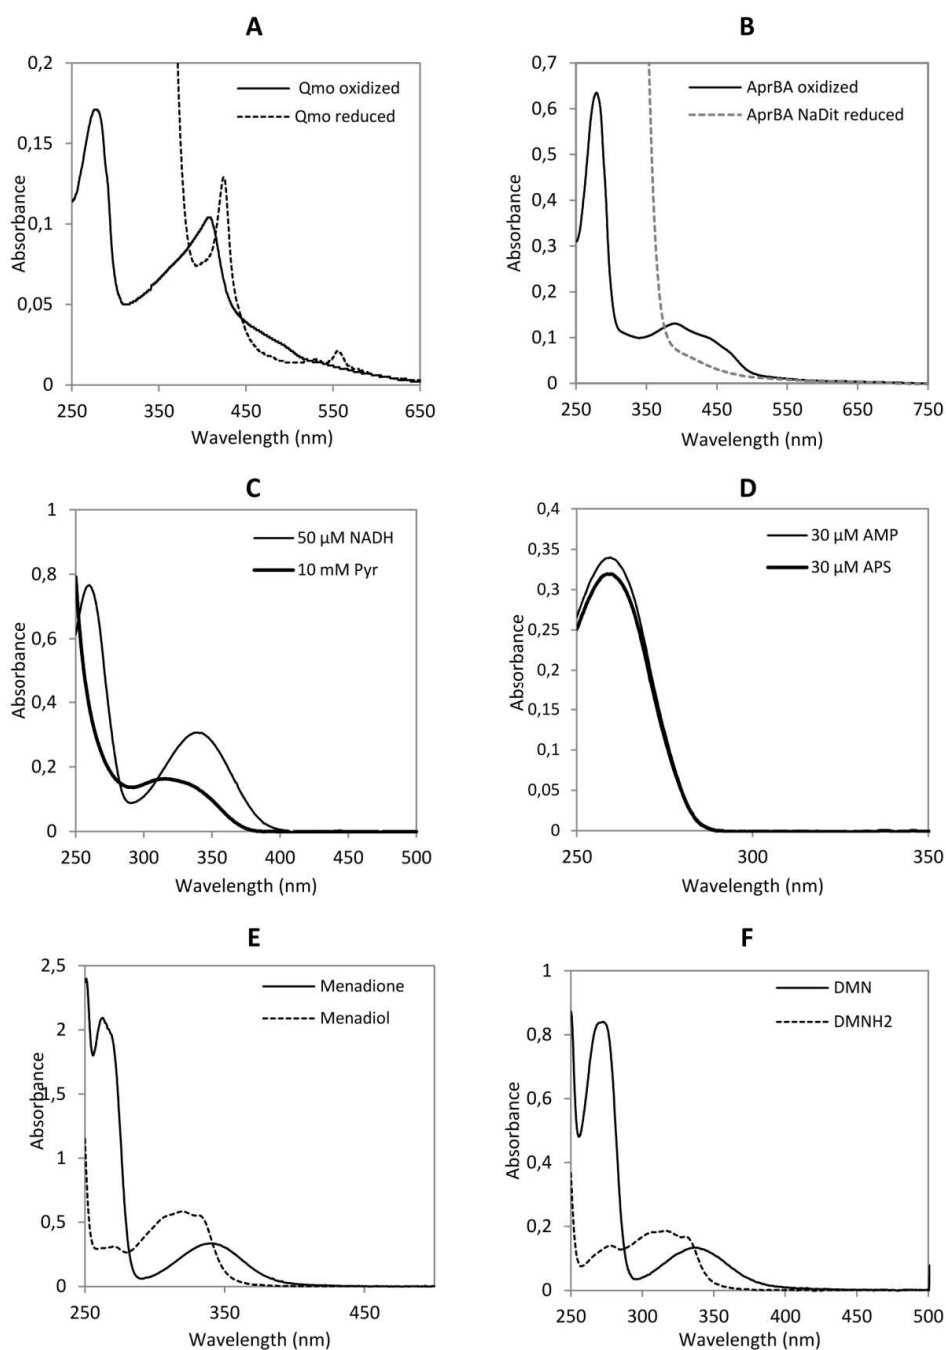 A
0,2
0,15
0,1
0,05
0
Absorbance
Qmo oxidized
Qmo reduced
250 350 450 550 650
Wavelength (nm)
B
0,7
0,6
0,5
0,4
0,3
0,2
0,1
0
Absorbance
AprBA oxidized
AprBA NaDit reduced
250 350 450 550 650 750
Wavelength (nm)
C
1
0,8
0,6
0,4
0,2
0
Absorbance
50 µM NADH
10 mM Pyr
250 300 350 400 450 500
Wavelength (nm)
D
0,4
0,35
0,3
0,25
0,2
0,15
0,1
0,05
0
Absorbance
30 µM AMP
30 µM APS
250 300 350
Wavelength (nm)
E
2,5
2
1,5
1
0,5
0
Absorbance
Menadione
Menadiol
250 350 450
Wavelength (nm)
F
1
0,8
0,6
0,4
0,2
0
Absorbance
DMN
DMNH2
250 300 350 400 450 500
Wavelength (nm)